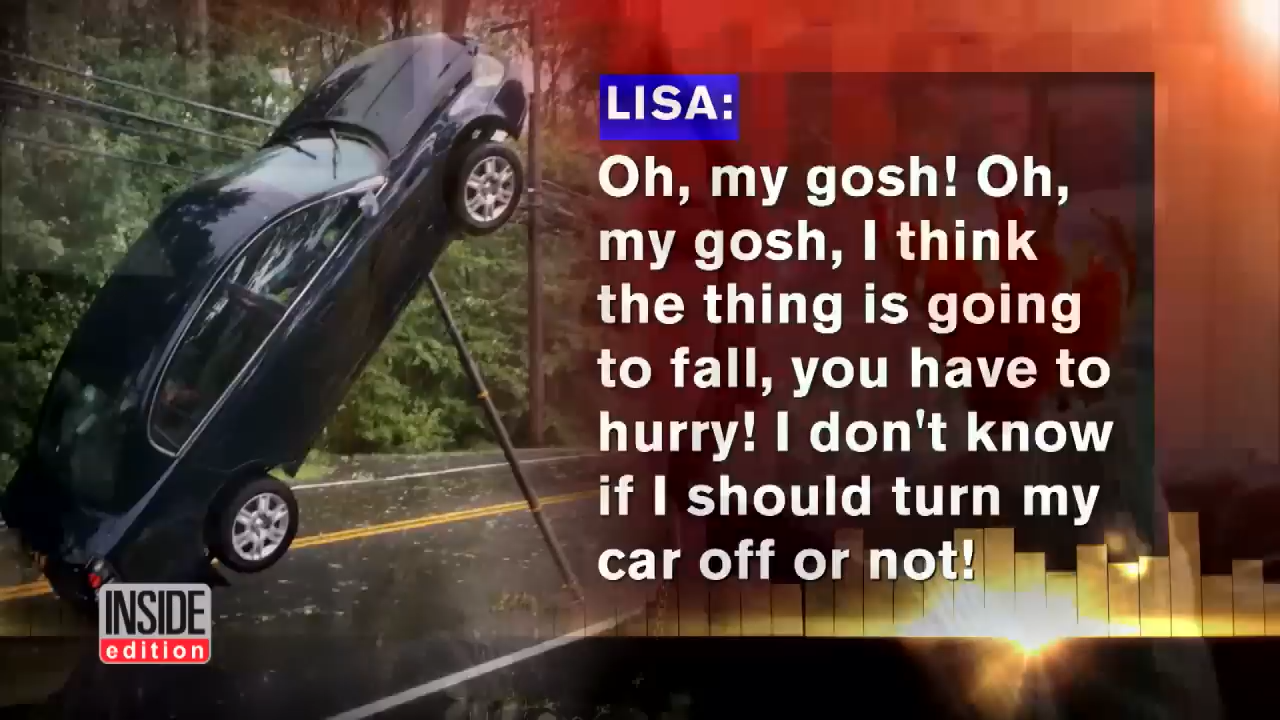 LISA:
Oh, my gosh! Oh,
my gosh, I think
the thing is going
to fall, you have to
hurry! I don't know
if I should turn my
car off or not!
INSIDE
edition